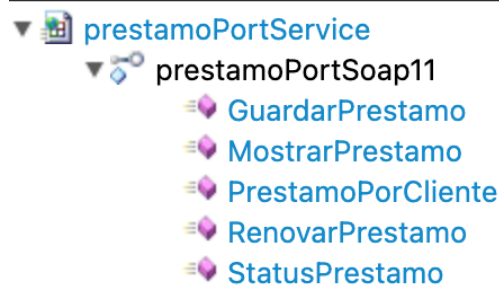 prestamoPortService
prestamoPortSoap11
GuardarPrestamo
MostrarPrestamo
PrestamoPorCliente
RenovarPrestamo
StatusPrestamo